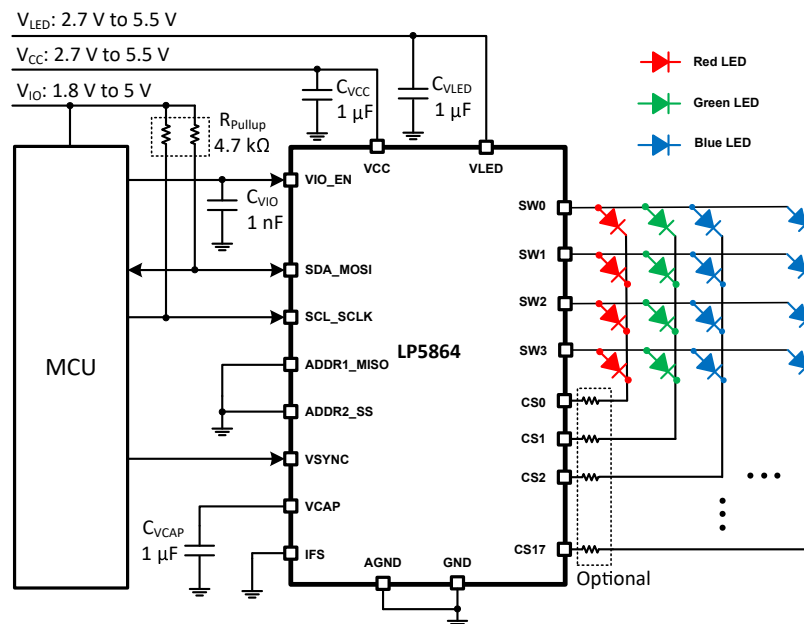 VLED: 2.7 V to 5.5 V
VCC: 2.7 V to 5.5 V
VIO: 1.8 V to 5 V
CVCC
1 µF
CVLED
1 µF
RPullup
4.7 kΩ
Red LED
Green LED
Blue LED
VCC
VLED
VIO_EN
CVIO
1 nF
SW0
SW1
SW2
SW3
SDA_MOSI
SCL_SCLK
LP5864
MCU
ADDR1_MISO
ADDR2_SS
CS0
CS1
CS2
CS17
VSYNC
VCAP
CVCAP
1 µF
IFS
AGND
GND
Optional